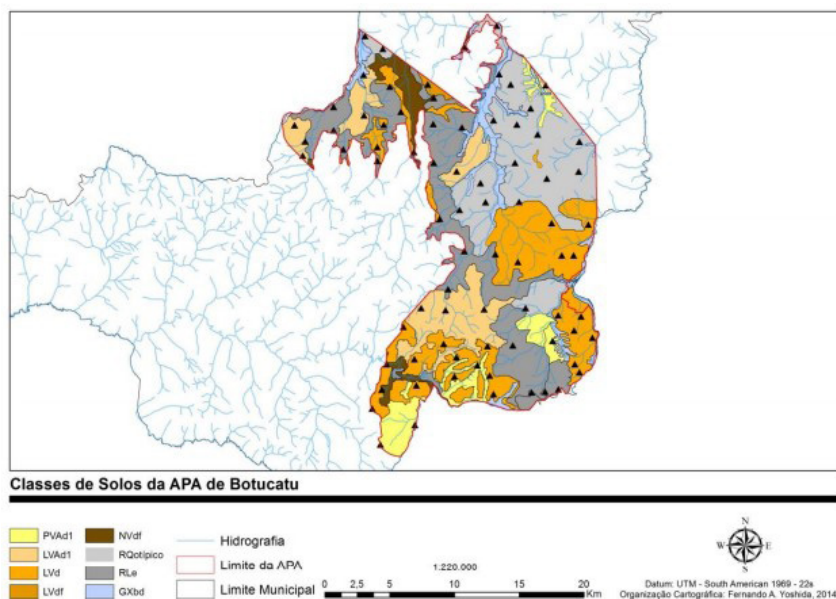 Classes de Solos da APA de Botucatu
PVAd1
LVAd1
LVd
LVdf
NVdf
RQotípico
RLe
GXbd
Hidrografia
Limite da APA
Limite Municipal
1:220.000
0 2,5 5 10 15 20
Km
N
W E
S
Datum: UTM - South American 1969 - 22s
Organização Cartográfica: Fernando A. Yoshida, 2014